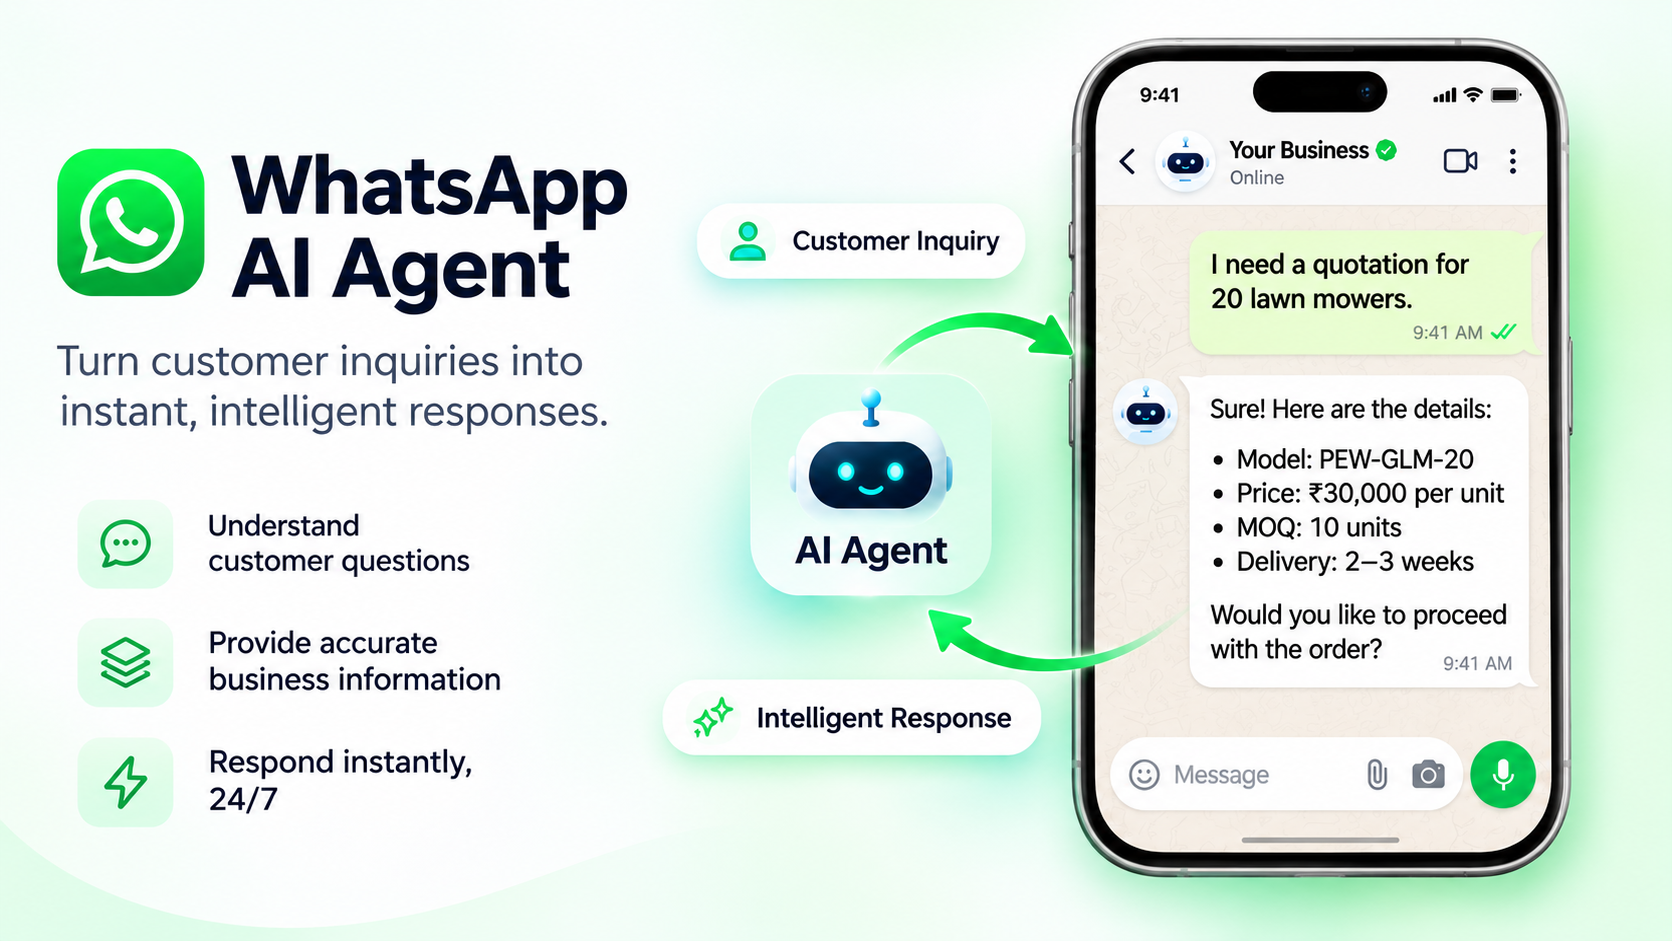 WhatsApp
AI Agent
Turn customer inquiries into
instant, intelligent responses.
Understand
customer questions
Provide accurate
business information
Respond instantly,
24/7
Customer Inquiry
AI Agent
Intelligent Response
9:41
Your Business
Online
I need a quotation for
20 lawn mowers.
9:41 AM
Sure! Here are the details:
• Model: PEW-GLM-20
• Price: ₹30,000 per unit
• MOQ: 10 units
• Delivery: 2–3 weeks
Would you like to proceed
with the order?
9:41 AM
Message